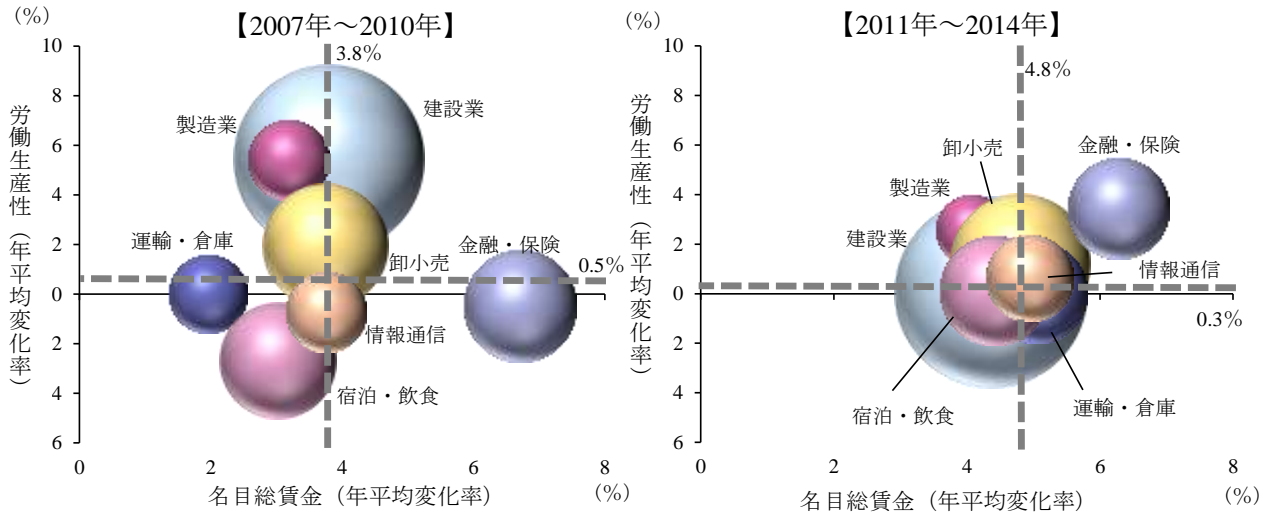 (%)
【2007年～2010年】
3.8%
10
8
6
4
2
0
2
4
6
労働生産性（年平均変化率）
製造業
建設業
運輸・倉庫
金融・保険
卸小売
0.5%
情報通信
宿泊・飲食
0
2
4
6
8
名目総賃金（年平均変化率）
(%)
(%)
【2011年～2014年】
4.8%
10
8
6
4
2
0
2
4
6
労働生産性（年平均変化率）
卸小売
金融・保険
製造業
建設業
情報通信
0.3%
宿泊・飲食
運輸・倉庫
0
2
4
6
8
名目総賃金（年平均変化率）
(%)